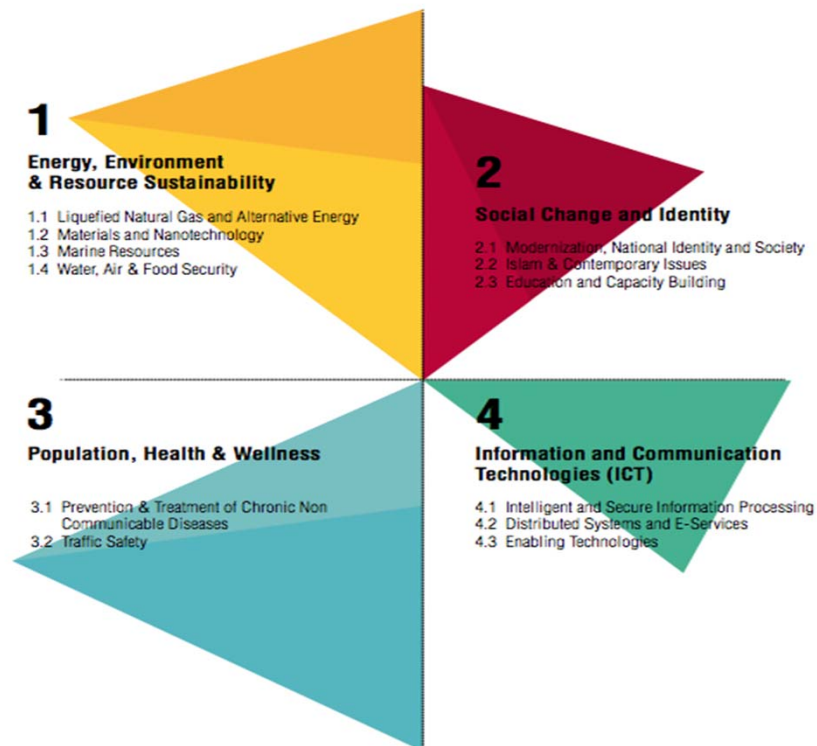 1
Energy, Environment
& Resource Sustainability
1.1 Liquefied Natural Gas and Alternative Energy
1.2 Materials and Nanotechnology
1.3 Marine Resources
1.4 Water, Air & Food Security
2
Social Change and Identity
2.1 Modernization, National Identity and Society
2.2 Islam & Contemporary Issues
2.3 Education and Capacity Building
3
Population, Health & Wellness
3.1 Prevention & Treatment of Chronic Non
Communicable Diseases
3.2 Traffic Safety
4
Information and Communication
Technologies (ICT)
4.1 Intelligent and Secure Information Processing
4.2 Distributed Systems and E-Services
4.3 Enabling Technologies